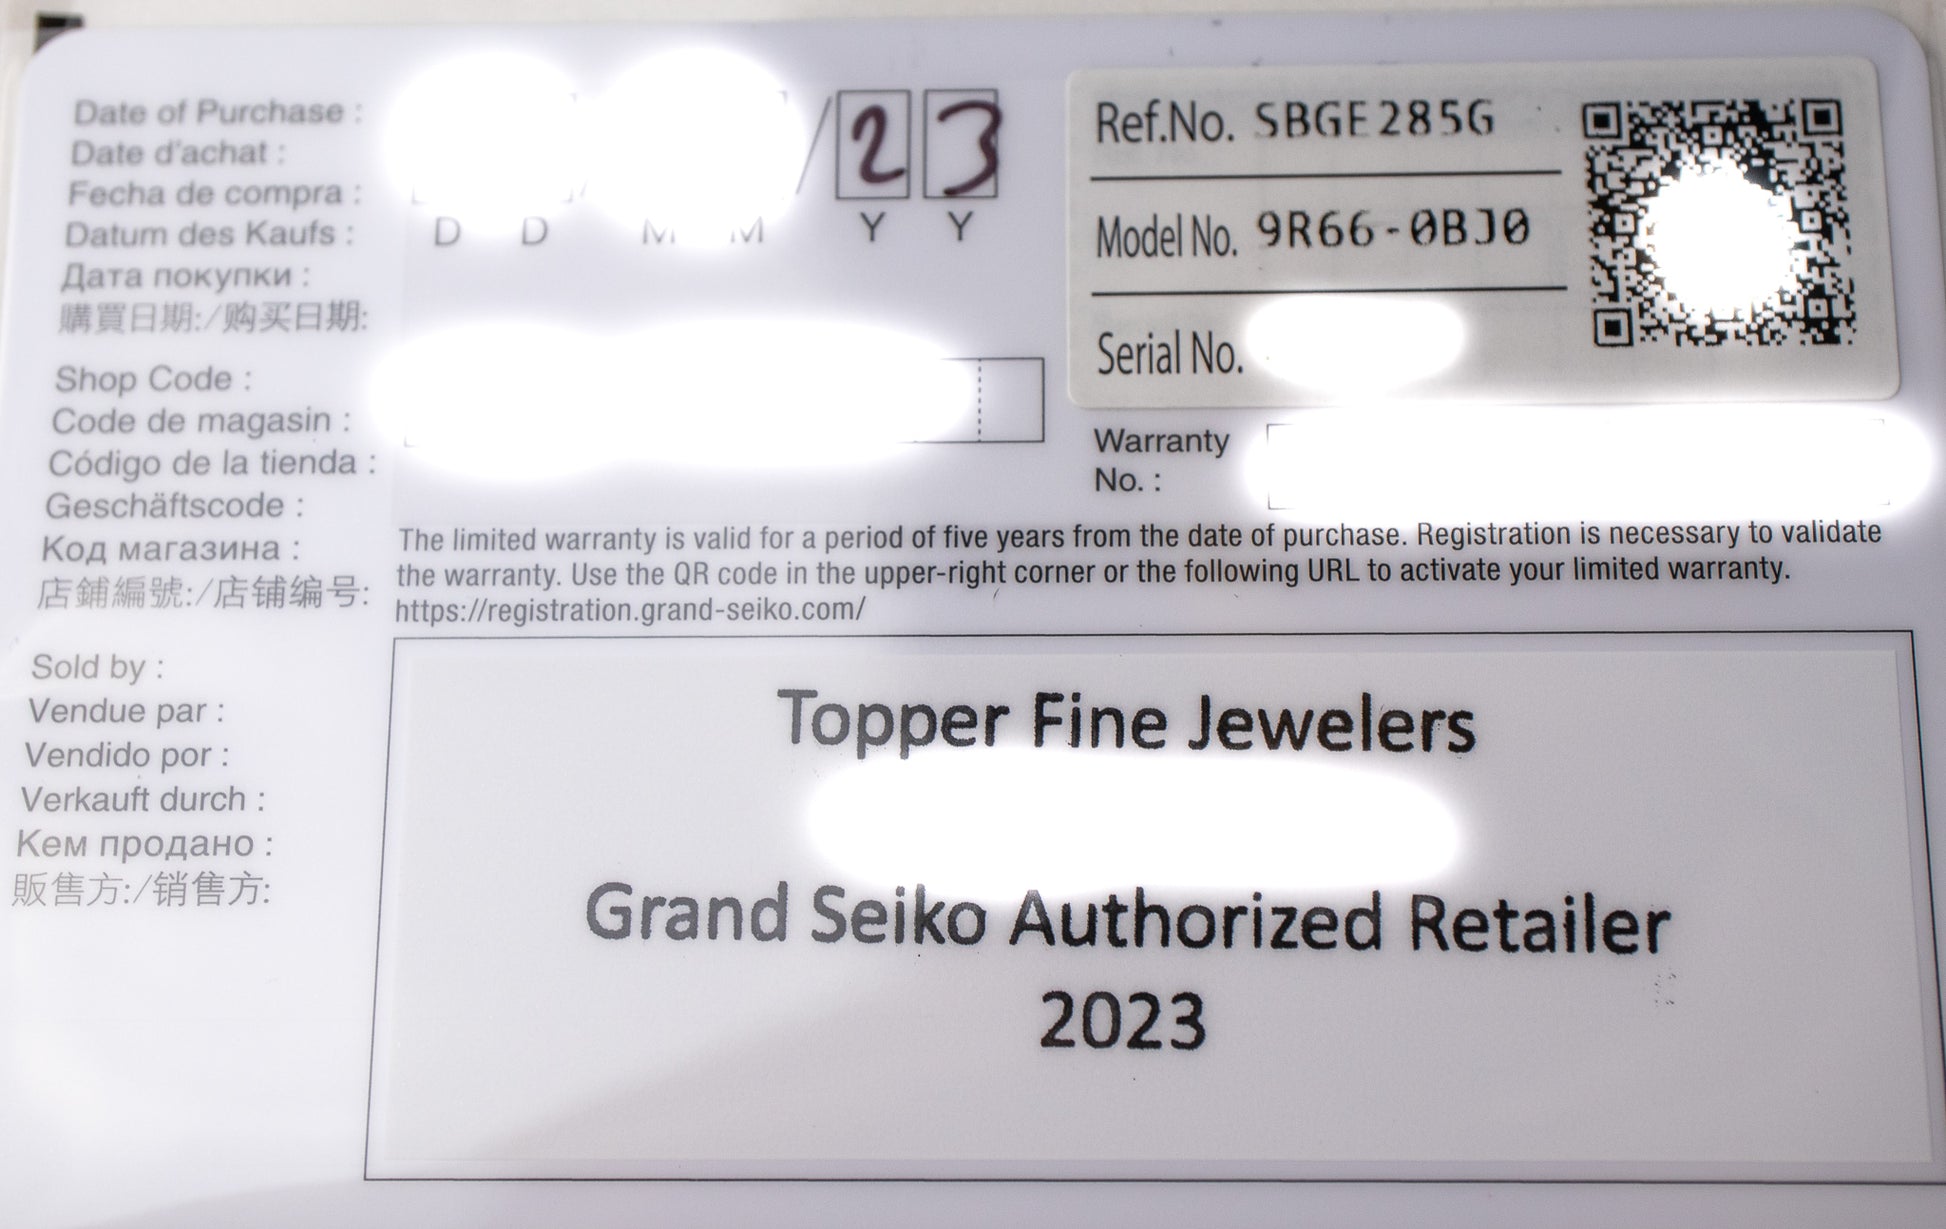 Date of Purchase :
Date d'achat :
Fecha de compra :
Datum des Kaufs :
Дата покупки :
購買日期:/购买日期:
/ 2 3
D D M M Y Y
Shop Code :
Code de magasin :
Código de la tienda :
Geschäftscode :
Код магазина :
店鋪編號:/店铺编号:
Ref.No. SBGE285G
Model No. 9R66-0BJ0
Serial No.
Warranty
No. :
The limited warranty is valid for a period of five years from the date of purchase. Registration is necessary to validate
the warranty. Use the QR code in the upper-right corner or the following URL to activate your limited warranty.
https://registration.grand-seiko.com/
Sold by :
Vendue par :
Vendido por :
Verkauft durch :
Кем продано :
販售方:/销售方:
Topper Fine Jewelers
Grand Seiko Authorized Retailer
2023